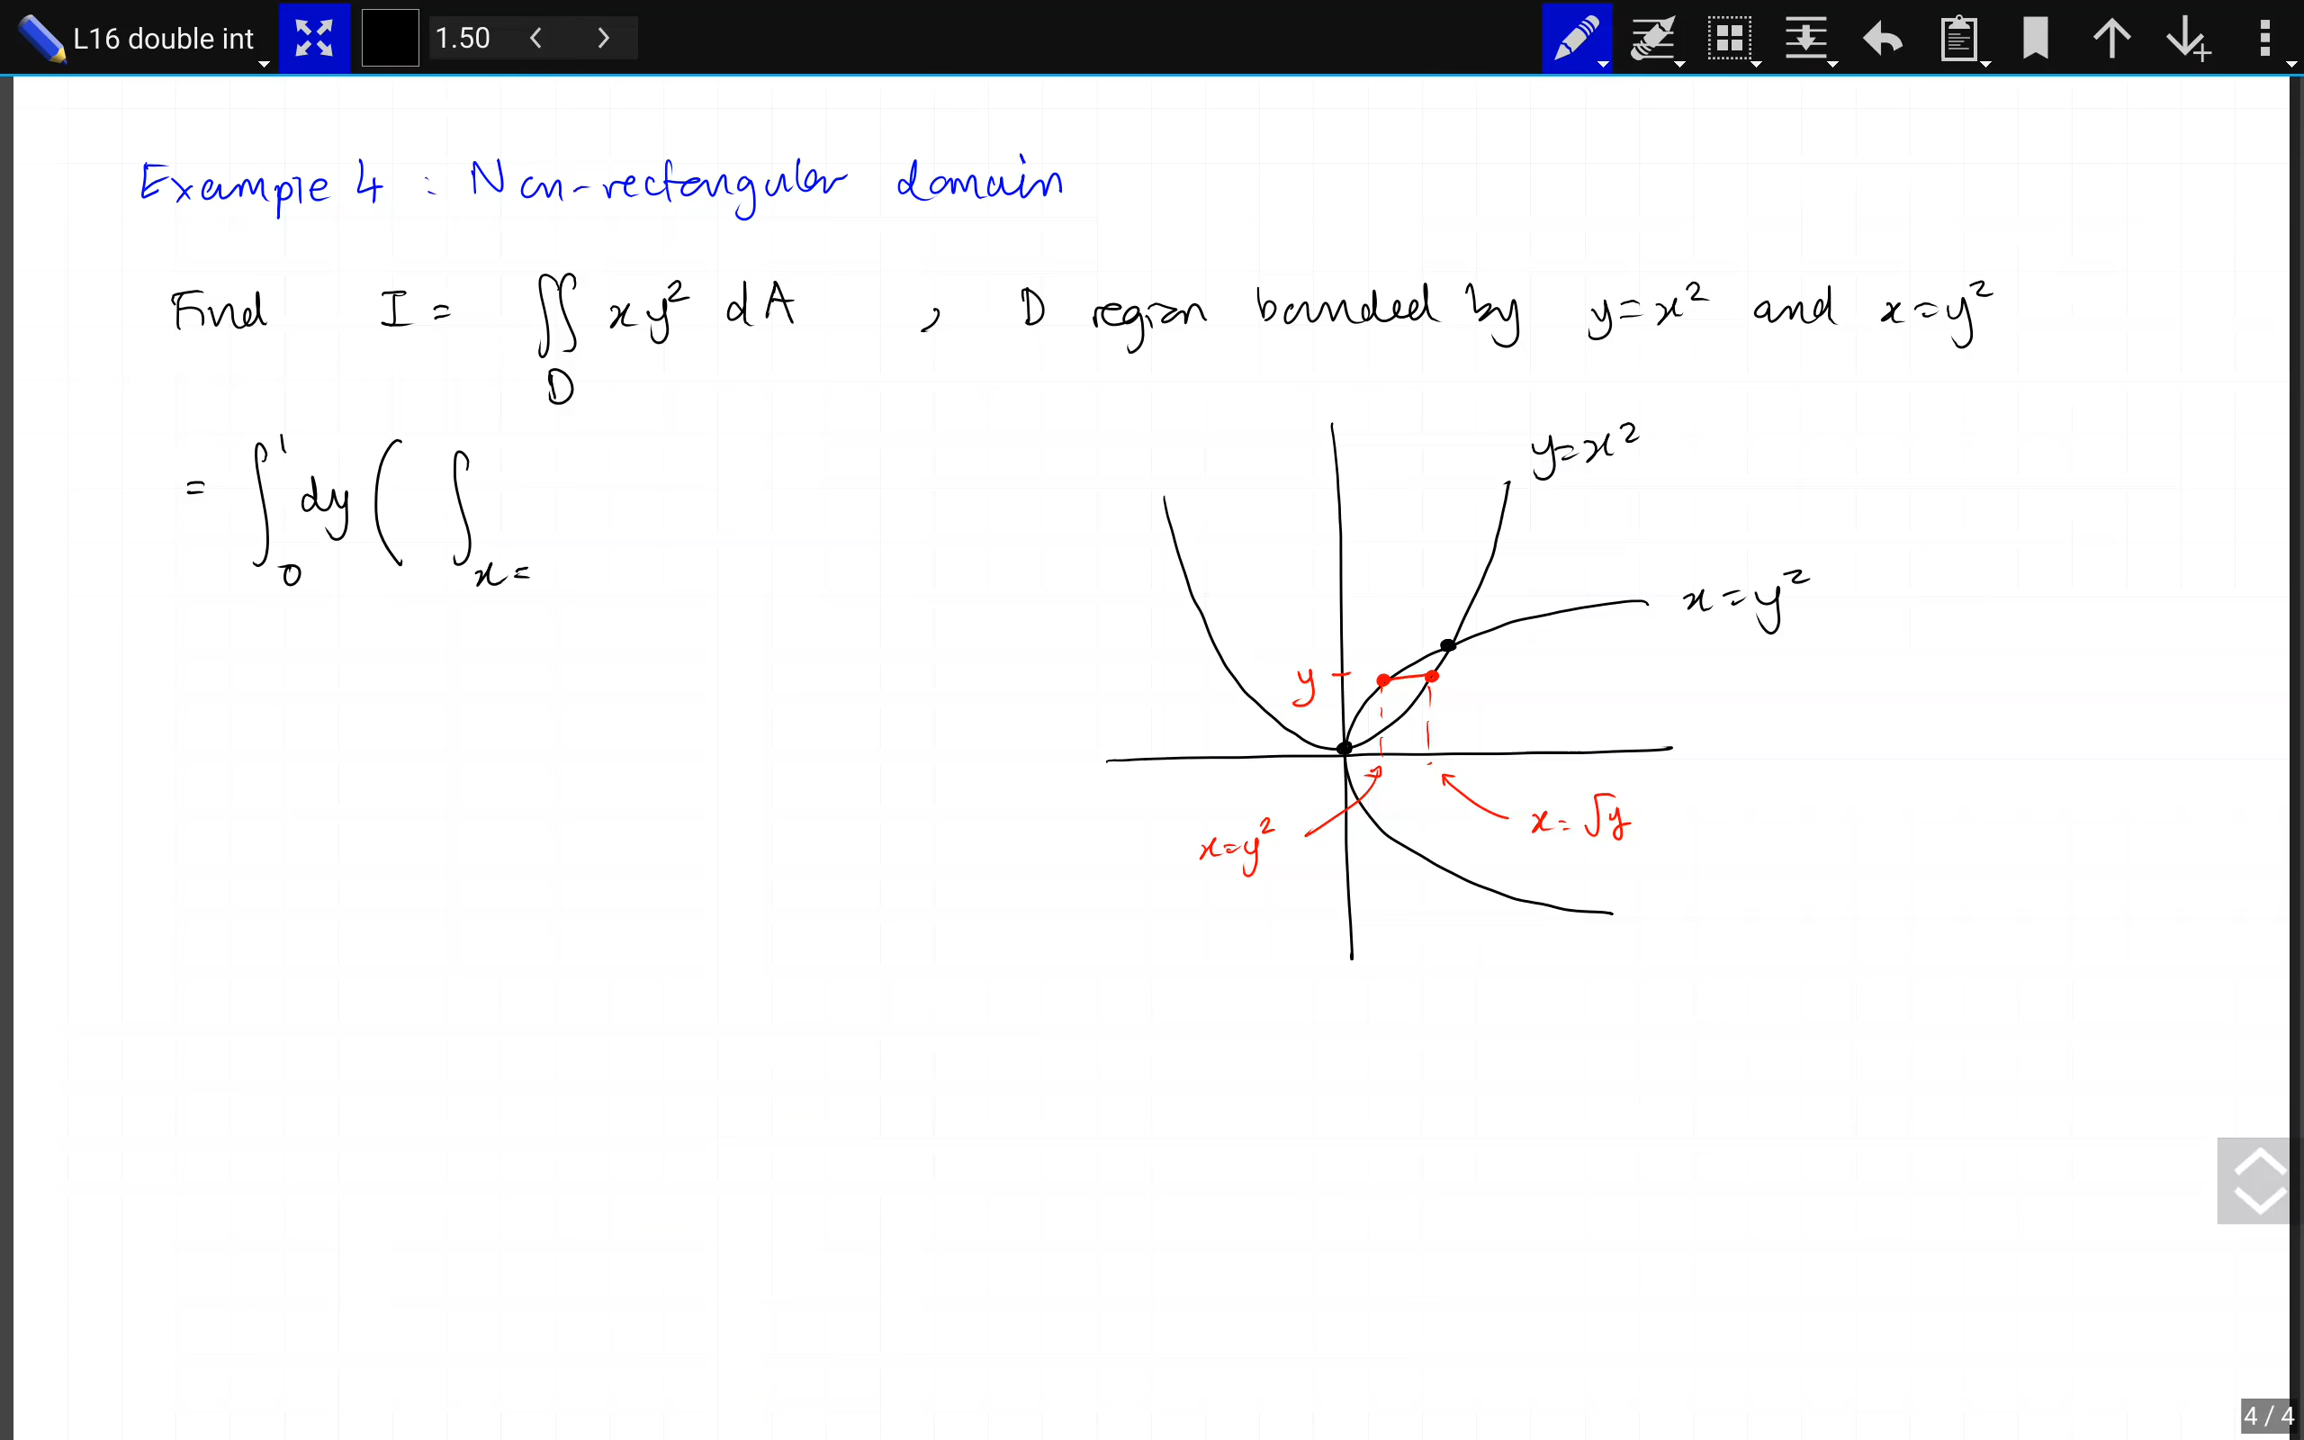 L16 double int
1.50
Example 4 : Non-rectangular domain
Find I = ∬_D xy² dA , D region bounded by y=x² and x=y²
= ∫₀¹ dy ( ∫_{x=
y=x²
x=y²
y
x=y²
x=√y
4 / 4